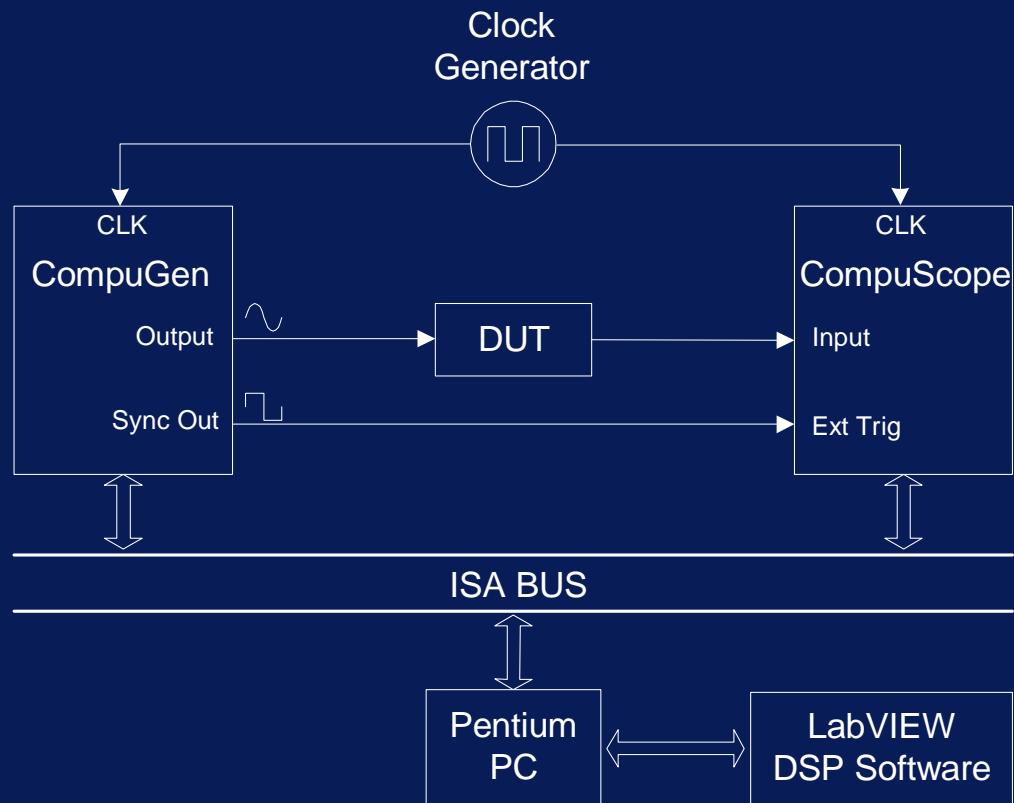 Clock
Generator
CLK
CompuGen
Output
Sync Out
DUT
CLK
CompuScope
Input
Ext Trig
ISA BUS
Pentium
PC
LabVIEW
DSP Software